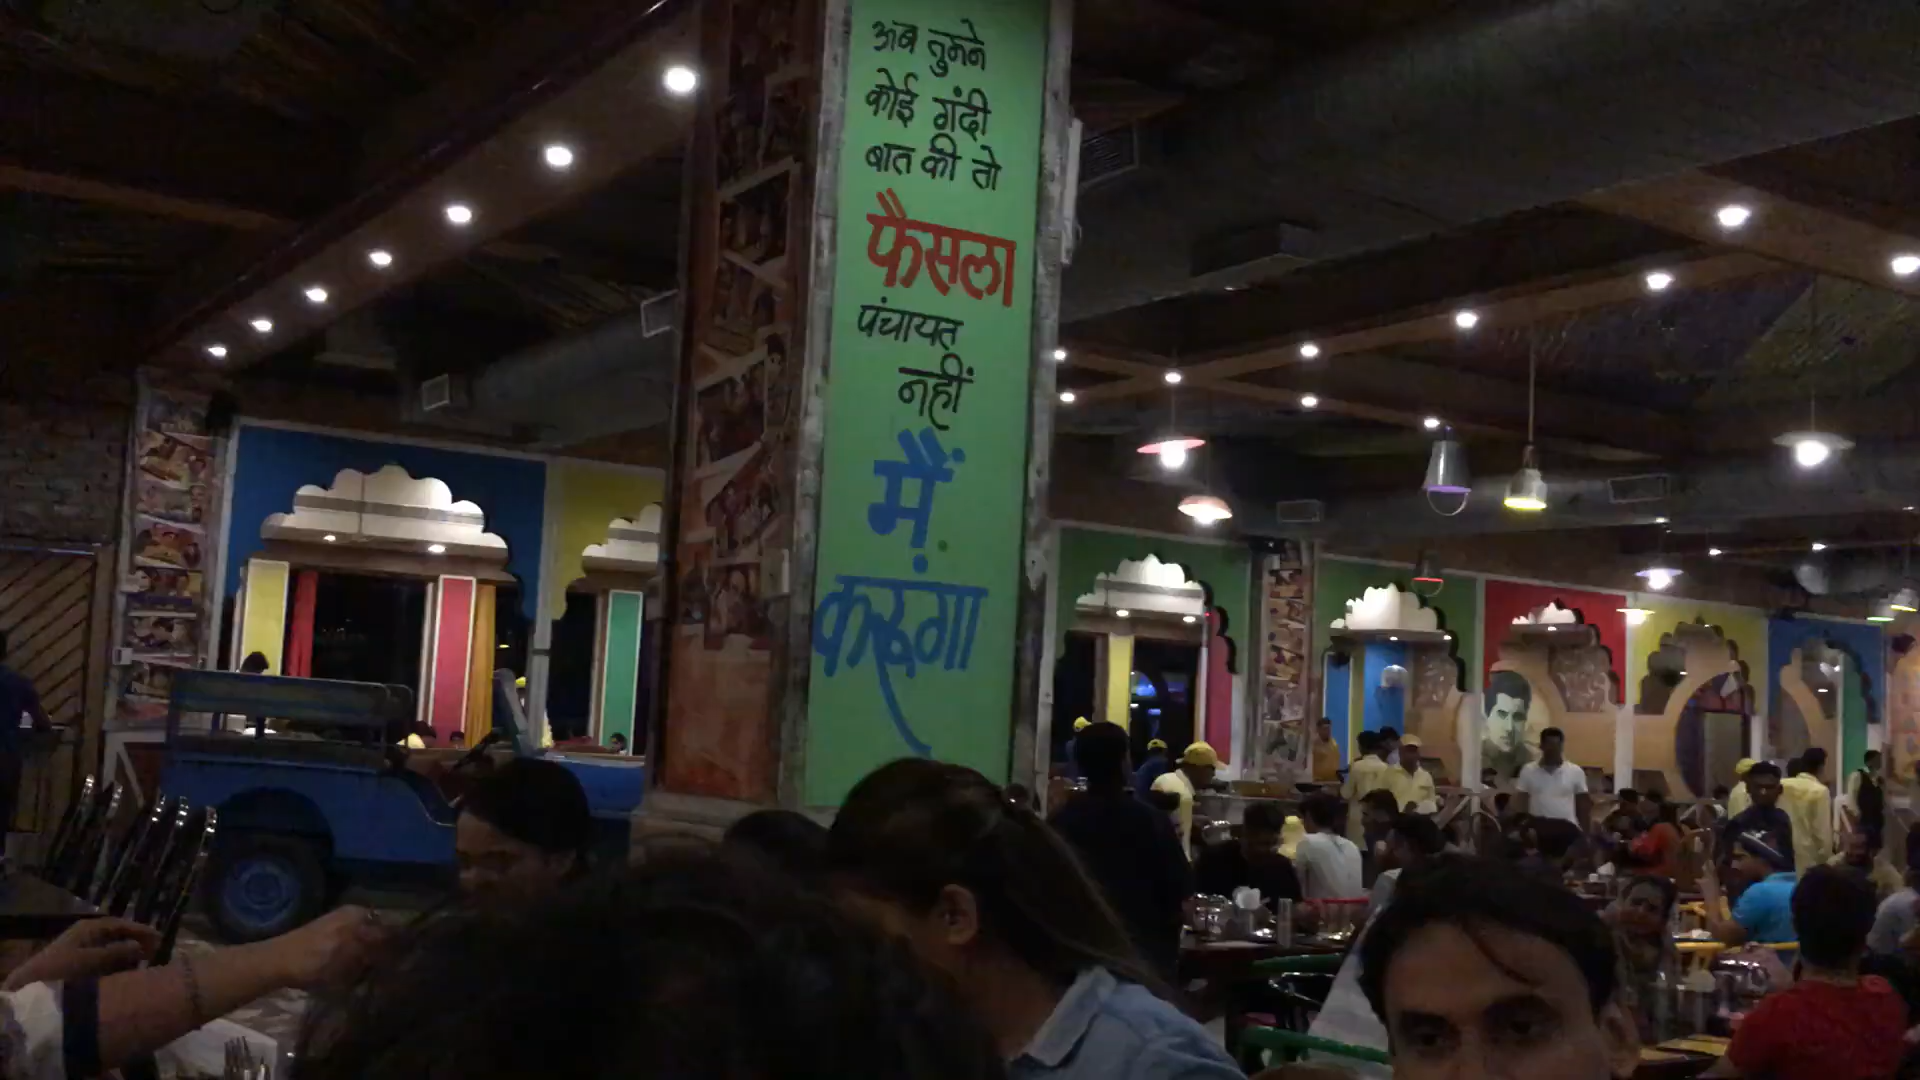 अब तुमने
कोई गंदी
बात की तो
फैसला
पंचायत
नहीं
मैं
करूंगा